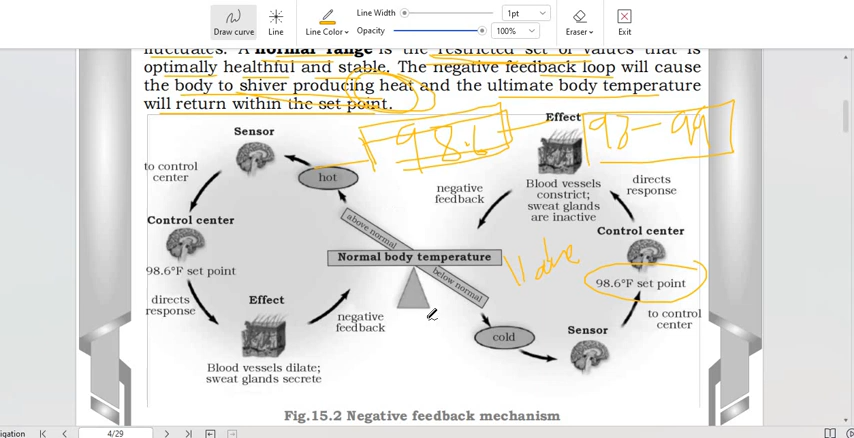 Line Width
1pt
Draw curve
Line
Line Color
Opacity
100%
Eraser
Exit
fluctuates. A normal range is the restricted set of values that is
optimally healthful and stable. The negative feedback loop will cause
the body to shiver producing heat and the ultimate body temperature
will return within the set point.
98.6
98-99
Sensor
Effect
to control
center
hot
negative
feedback
Blood vessels
constrict;
sweat glands
are inactive
directs
response
Control center
above normal
Control center
98.6°F set point
Normal body temperature
98.6°F set point
below normal
directs
response
Effect
negative
feedback
to control
center
Sensor
cold
Blood vessels dilate;
sweat glands secrete
Fig.15.2 Negative feedback mechanism
igation
4/29